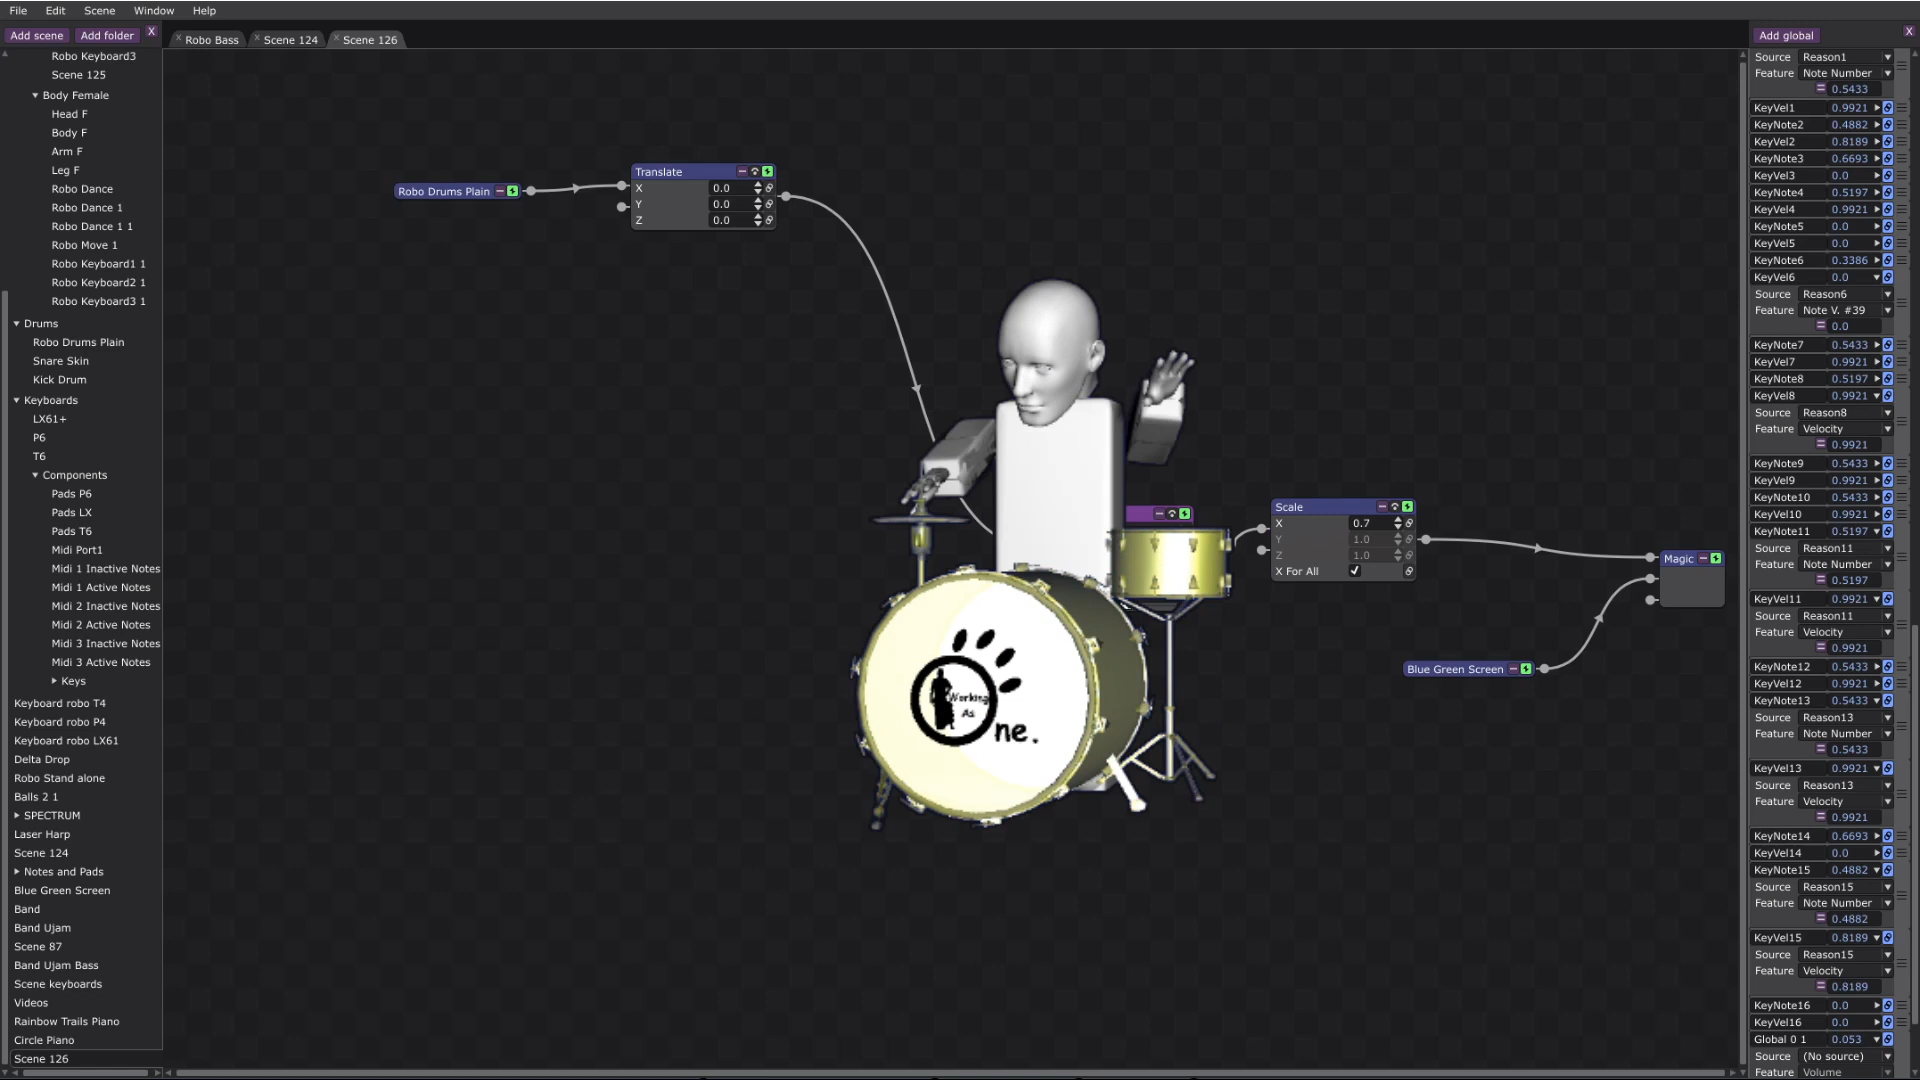 File Edit Scene Window Help
Add scene Add folder X
Robo Bass Scene 124 Scene 126
Add global X
Robo Keyboard3
Scene 125
Body Female
Head F
Body F
Arm F
Leg F
Robo Dance
Robo Dance 1
Robo Dance 1 1
Robo Move 1
Robo Keyboard1 1
Robo Keyboard2 1
Robo Keyboard3 1
Drums
Robo Drums Plain
Snare Skin
Kick Drum
Keyboards
LX61+
P6
T6
Components
Pads P6
Pads LX
Pads T6
Midi Port1
Midi 1 Inactive Notes
Midi 1 Active Notes
Midi 2 Inactive Notes
Midi 2 Active Notes
Midi 3 Inactive Notes
Midi 3 Active Notes
Keys
Keyboard robo T4
Keyboard robo P4
Keyboard robo LX61
Delta Drop
Robo Stand alone
Balls 2 1
SPECTRUM
Laser Harp
Scene 124
Notes and Pads
Blue Green Screen
Band
Band Ujam
Scene 87
Band Ujam Bass
Scene keyboards
Videos
Rainbow Trails Piano
Circle Piano
Scene 126
Robo Drums Plain
Translate
X 0.0
Y 0.0
Z 0.0
Working
As
ne.
Scale
X 0.7
Y 1.0
Z 1.0
X For All
Magic
Blue Green Screen
Source Reason1
Feature Note Number
= 0.5433
KeyVel1 0.9921
KeyNote2 0.4882
KeyVel2 0.8189
KeyNote3 0.6693
KeyVel3 0.0
KeyNote4 0.5197
KeyVel4 0.9921
KeyNote5 0.0
KeyVel5 0.0
KeyNote6 0.3386
KeyVel6 0.0
Source Reason6
Feature Note V. #39
= 0.0
KeyNote7 0.5433
KeyVel7 0.9921
KeyNote8 0.5197
KeyVel8 0.9921
Source Reason8
Feature Velocity
= 0.9921
KeyNote9 0.5433
KeyVel9 0.9921
KeyNote10 0.5433
KeyVel10 0.9921
KeyNote11 0.5197
Source Reason11
Feature Note Number
= 0.5197
KeyVel11 0.9921
Source Reason11
Feature Velocity
= 0.9921
KeyNote12 0.5433
KeyVel12 0.9921
KeyNote13 0.5433
Source Reason13
Feature Note Number
= 0.5433
KeyVel13 0.9921
Source Reason13
Feature Velocity
= 0.9921
KeyNote14 0.6693
KeyVel14 0.0
KeyNote15 0.4882
Source Reason15
Feature Note Number
= 0.4882
KeyVel15 0.8189
Source Reason15
Feature Velocity
= 0.8189
KeyNote16 0.0
KeyVel16 0.0
Global 0 1 0.053
Source (No source)
Feature Volume